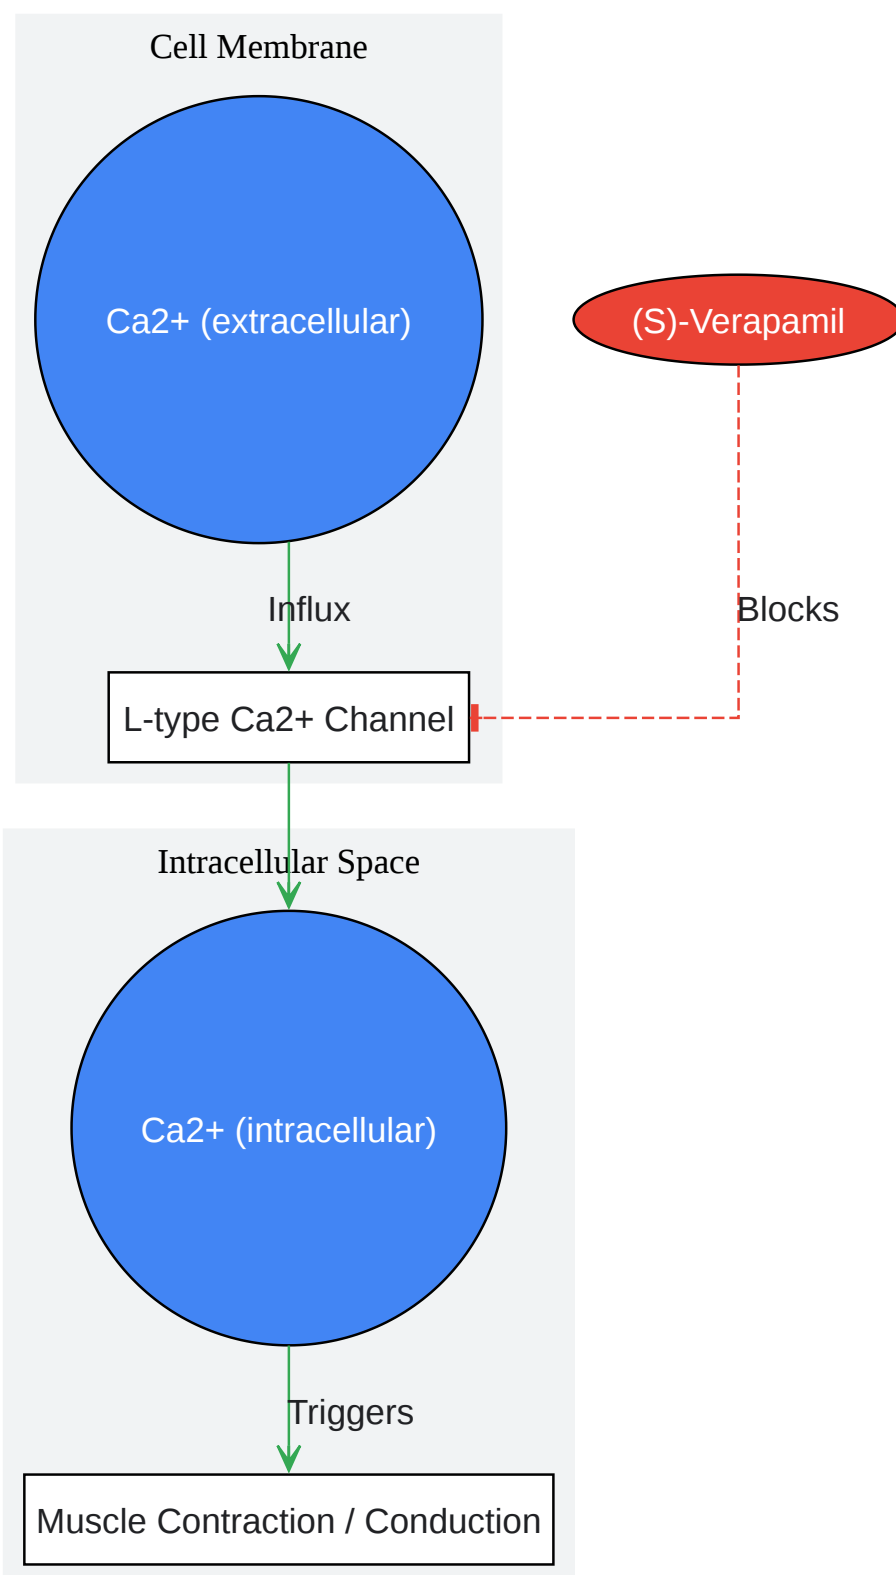 Cell Membrane
Ca2+ (extracellular)
(S)-Verapamil
Influx
Blocks
L-type Ca2+ Channel
Intracellular Space
Ca2+ (intracellular)
Triggers
Muscle Contraction / Conduction